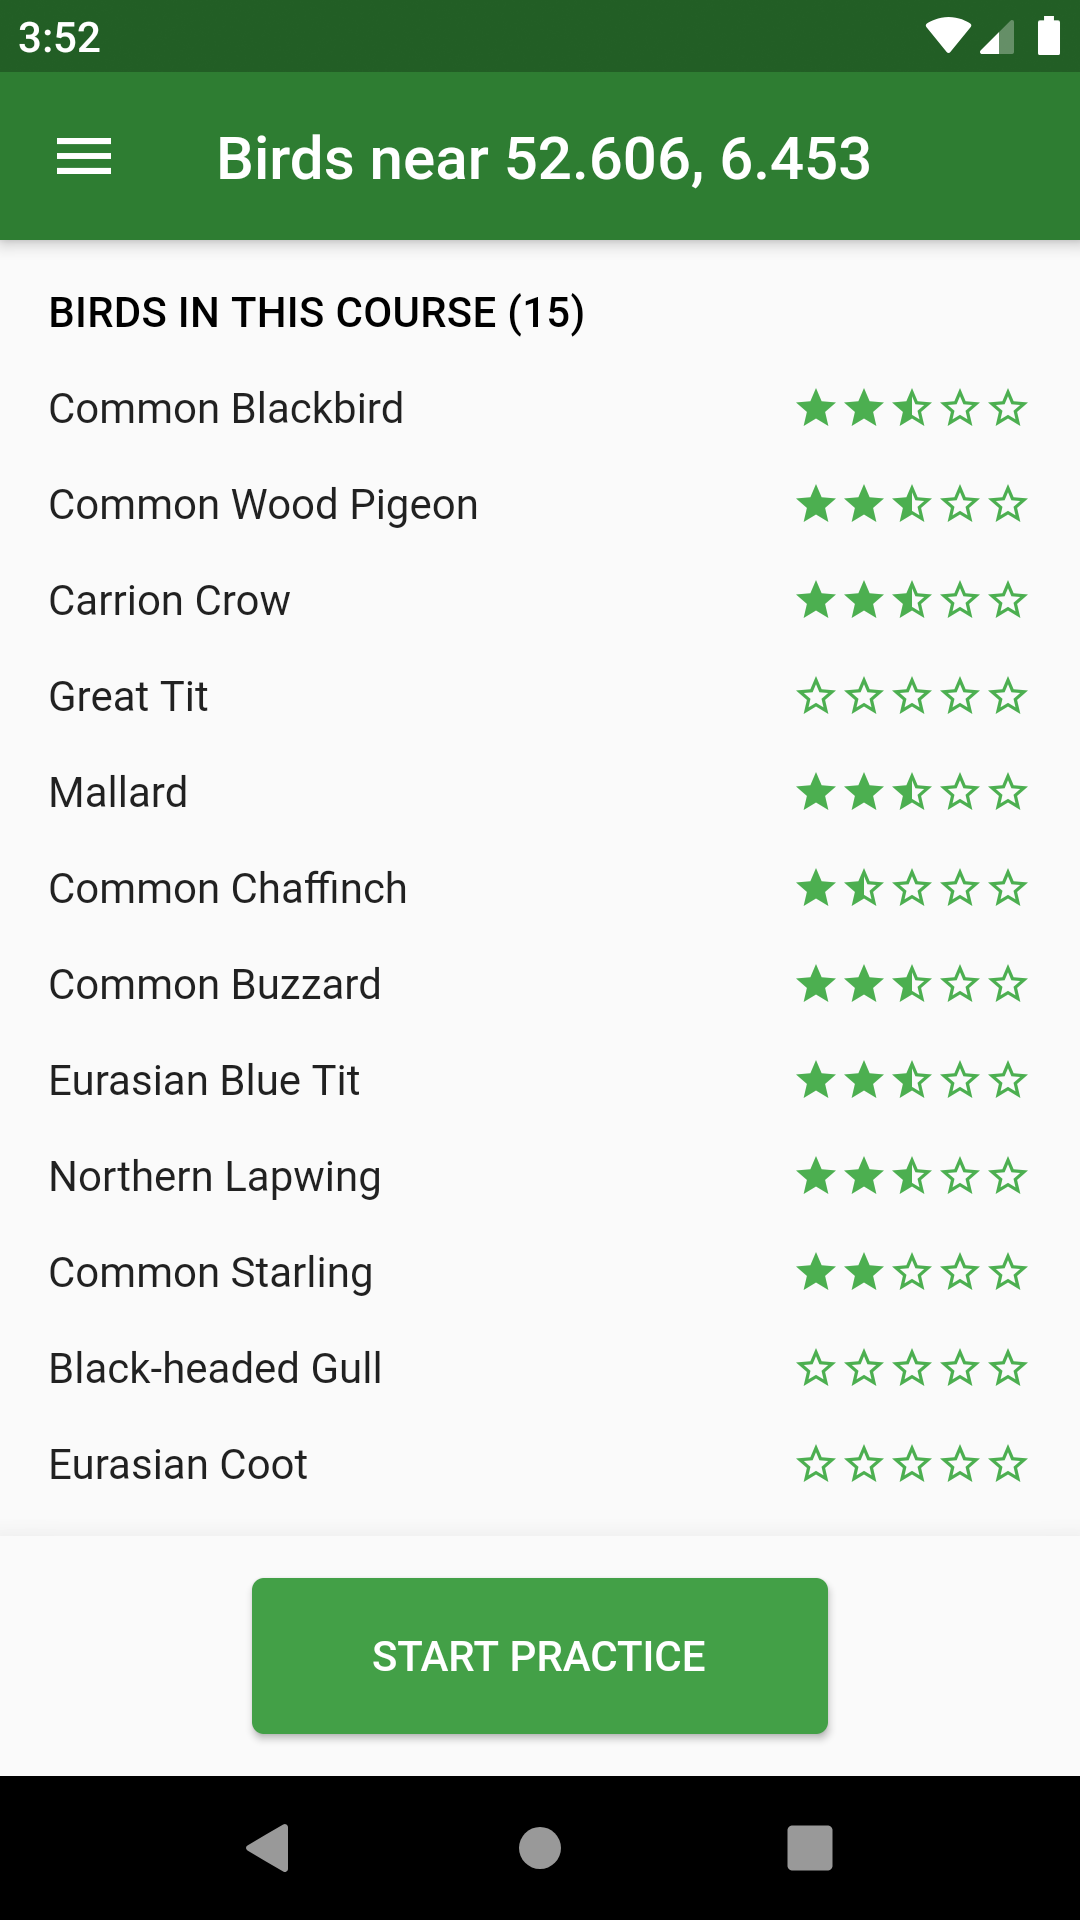 3:52
Birds near 52.606, 6.453
BIRDS IN THIS COURSE (15)
Common Blackbird
Common Wood Pigeon
Carrion Crow
Great Tit
Mallard
Common Chaffinch
Common Buzzard
Eurasian Blue Tit
Northern Lapwing
Common Starling
Black-headed Gull
Eurasian Coot
START PRACTICE